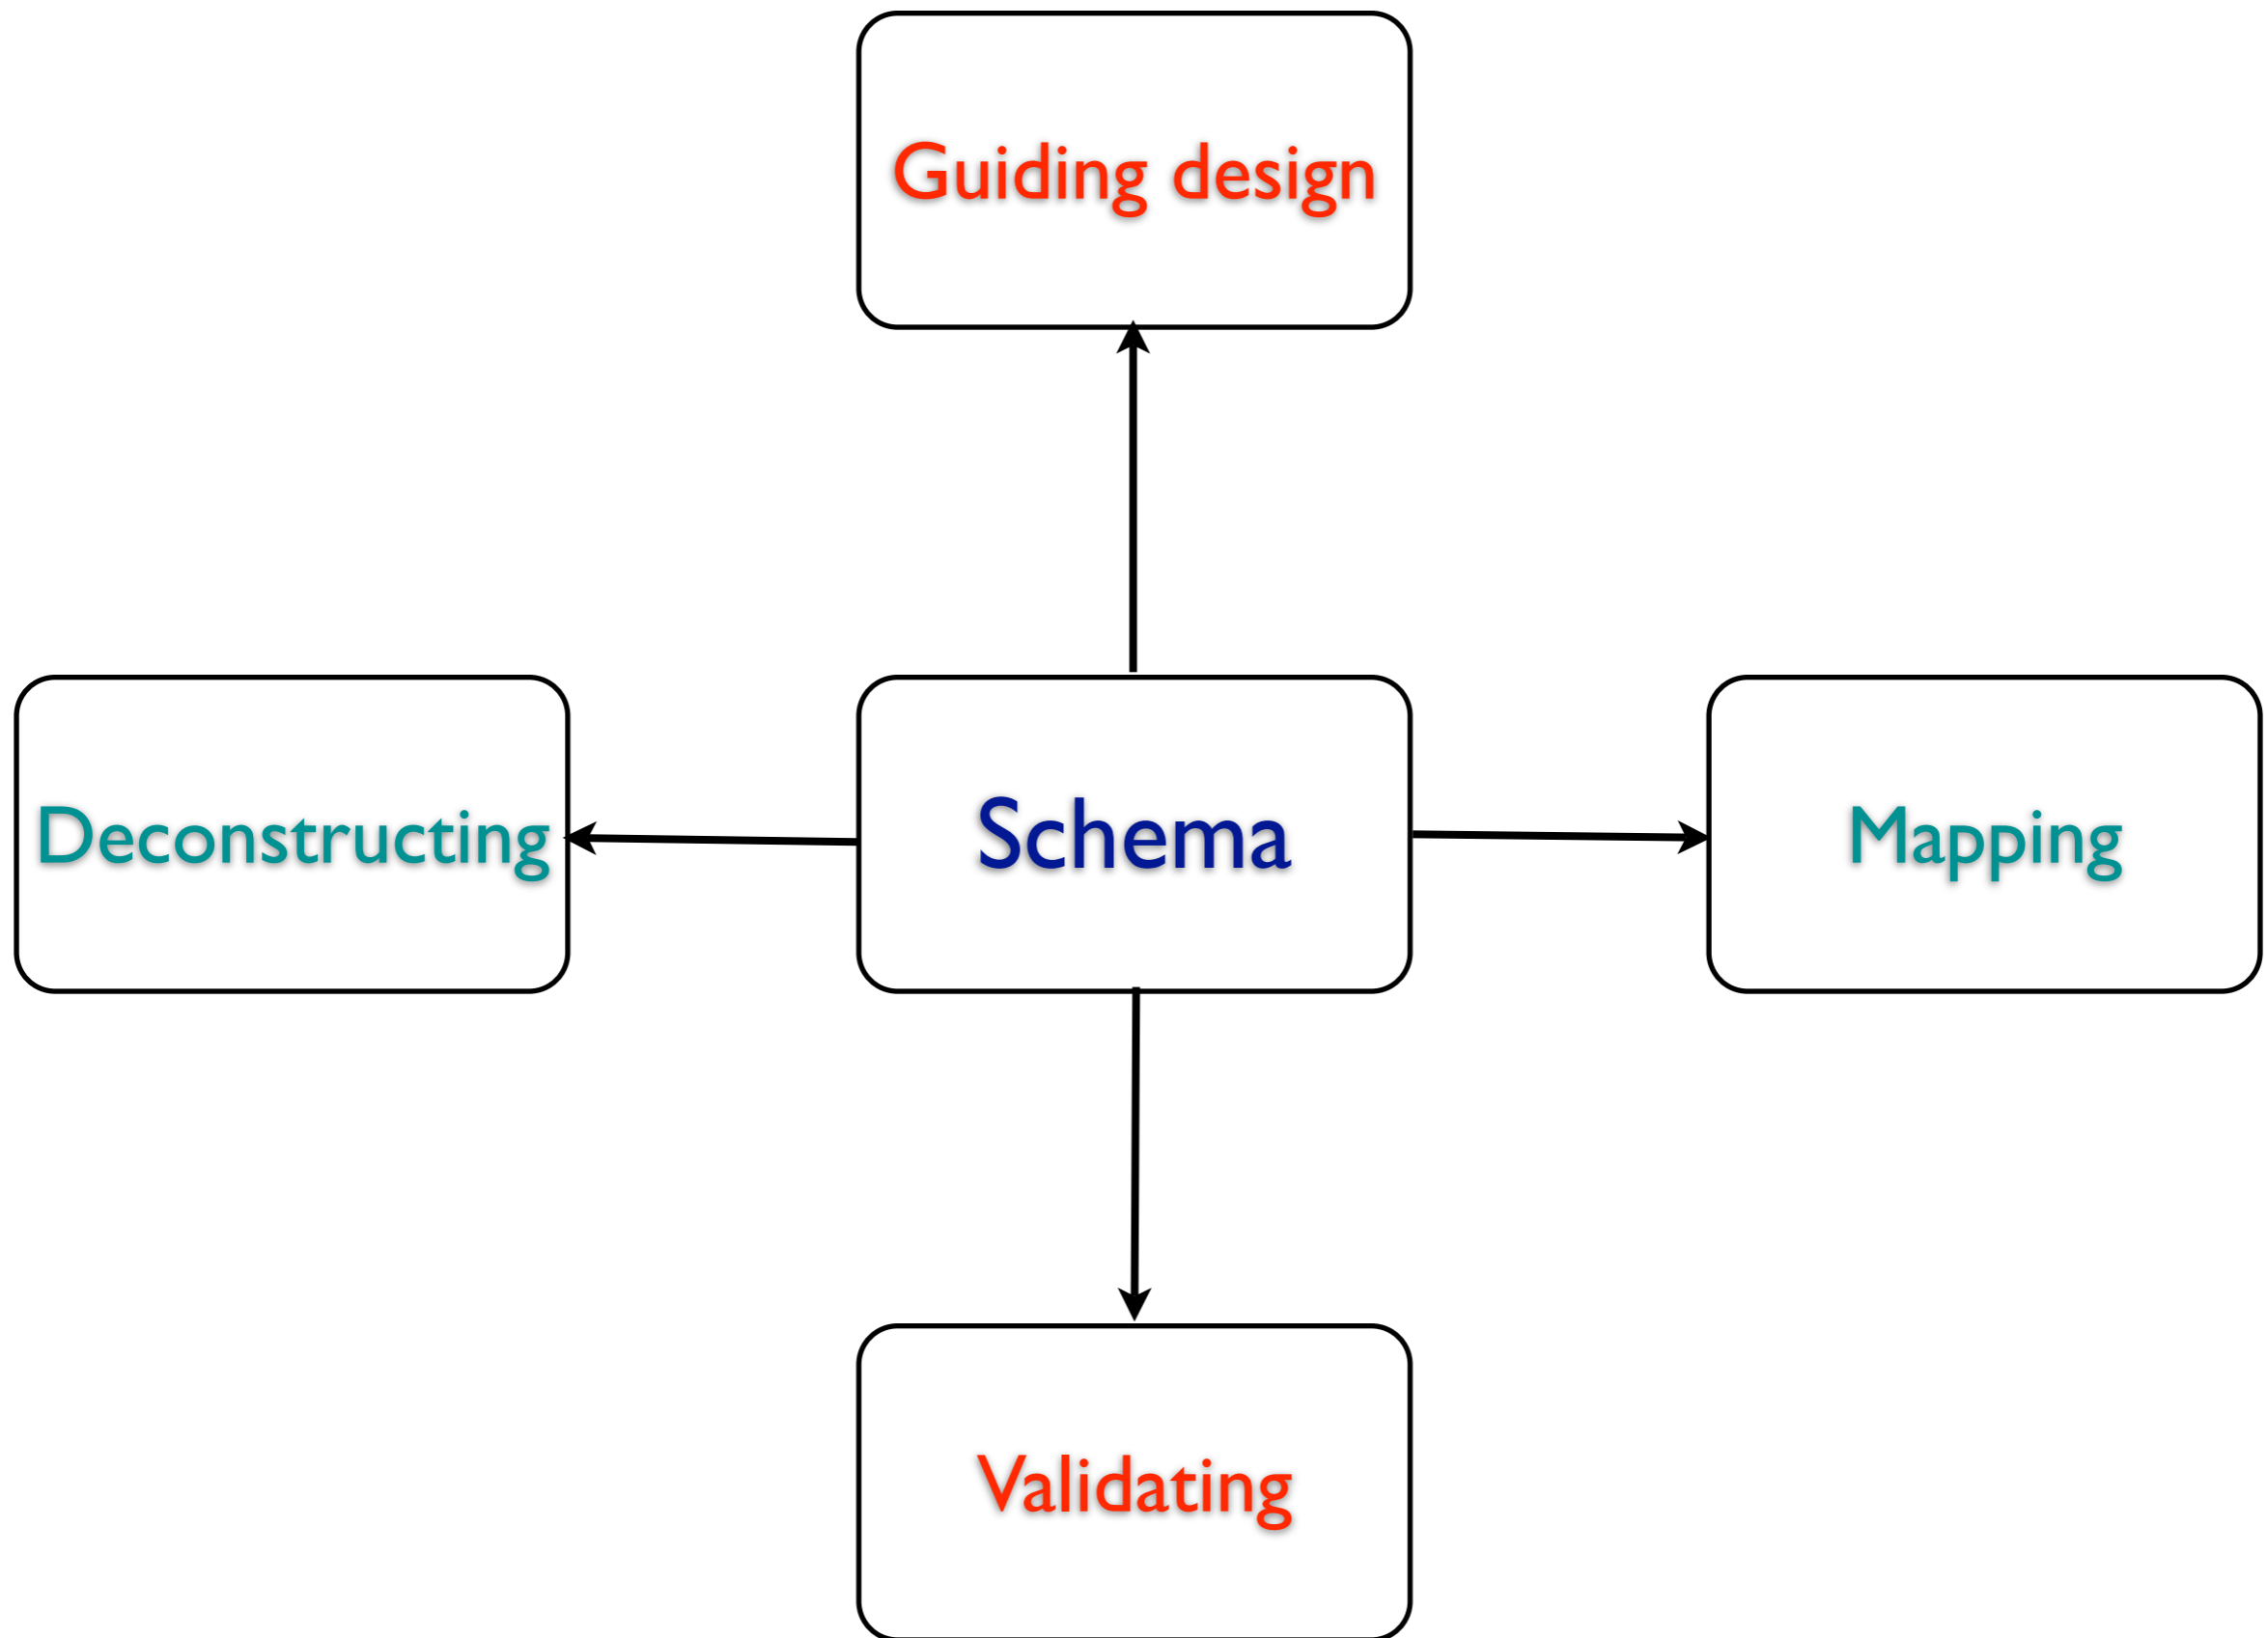 Guiding design
Deconstructing
Schema
Mapping
Validating